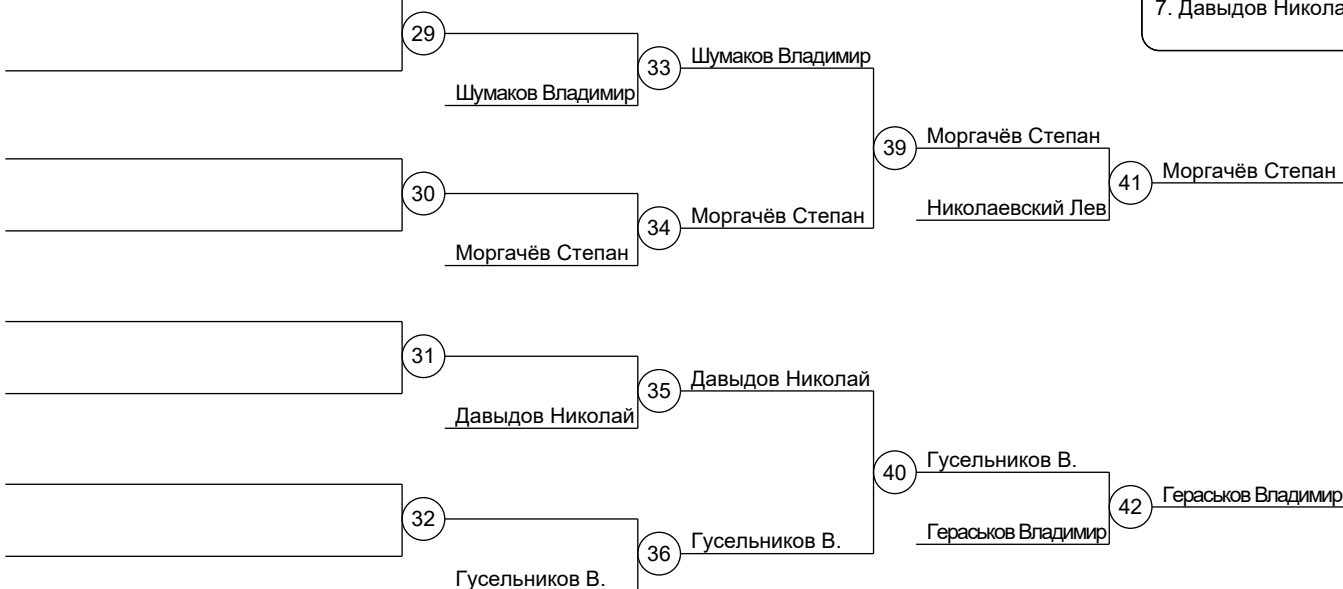 7. Давыдов Никола
29
33
Шумаков Владимир
Шумаков Владимир
39
Моргачёв Степан
30
41
Моргачёв Степан
34
Моргачёв Степан
Николаевский Лев
Моргачёв Степан
31
35
Давыдов Николай
Давыдов Николай
40
Гусельников В.
32
42
Гераськов Владимир
36
Гусельников В.
Гераськов Владимир
Гусельников В.